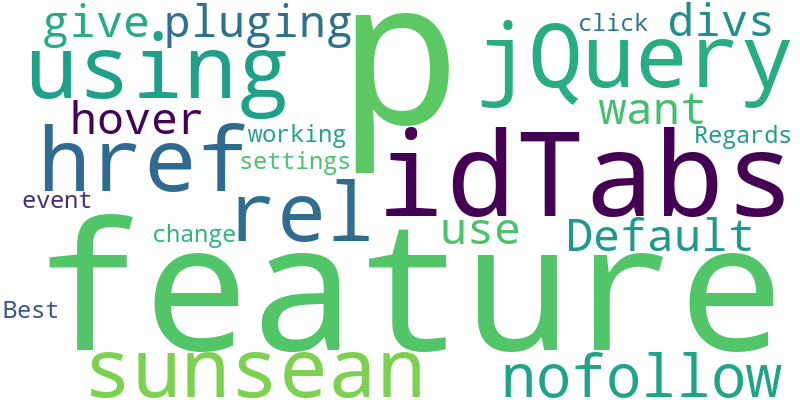 give
pluging
p
jQuery
click
divs
using
want
hover
working
idTabs
Regards
href
settings
event
rel
use
Default
change
feature
Best
sunsean
nofollow